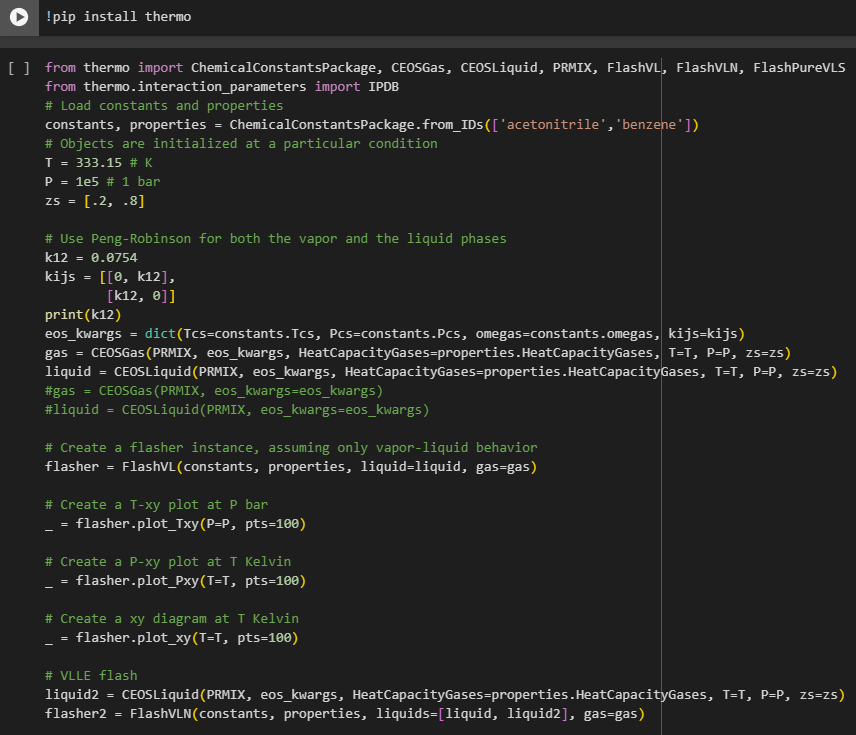 !pip install thermo
[ ] from thermo import ChemicalConstantsPackage, CEOSGas, CEOSLiquid, PRMIX, FlashVL, FlashVLN, FlashPureVLS
from thermo.interaction_parameters import IPDB
# Load constants and properties
constants, properties = ChemicalConstantsPackage.from_IDs(['acetonitrile','benzene'])
# Objects are initialized at a particular condition
T = 333.15 # K
P = 1e5 # 1 bar
zs = [.2, .8]

# Use Peng-Robinson for both the vapor and the liquid phases
k12 = 0.0754
kijs = [[0, k12],
        [k12, 0]]
print(k12)
eos_kwargs = dict(Tcs=constants.Tcs, Pcs=constants.Pcs, omegas=constants.omegas, kijs=kijs)
gas = CEOSGas(PRMIX, eos_kwargs, HeatCapacityGases=properties.HeatCapacityGases, T=T, P=P, zs=zs)
liquid = CEOSLiquid(PRMIX, eos_kwargs, HeatCapacityGases=properties.HeatCapacityGases, T=T, P=P, zs=zs)
#gas = CEOSGas(PRMIX, eos_kwargs=eos_kwargs)
#liquid = CEOSLiquid(PRMIX, eos_kwargs=eos_kwargs)

# Create a flasher instance, assuming only vapor-liquid behavior
flasher = FlashVL(constants, properties, liquid=liquid, gas=gas)

# Create a T-xy plot at P bar
_ = flasher.plot_Txy(P=P, pts=100)

# Create a P-xy plot at T Kelvin
_ = flasher.plot_Pxy(T=T, pts=100)

# Create a xy diagram at T Kelvin
_ = flasher.plot_xy(T=T, pts=100)

# VLLE flash
liquid2 = CEOSLiquid(PRMIX, eos_kwargs, HeatCapacityGases=properties.HeatCapacityGases, T=T, P=P, zs=zs)
flasher2 = FlashVLN(constants, properties, liquids=[liquid, liquid2], gas=gas)